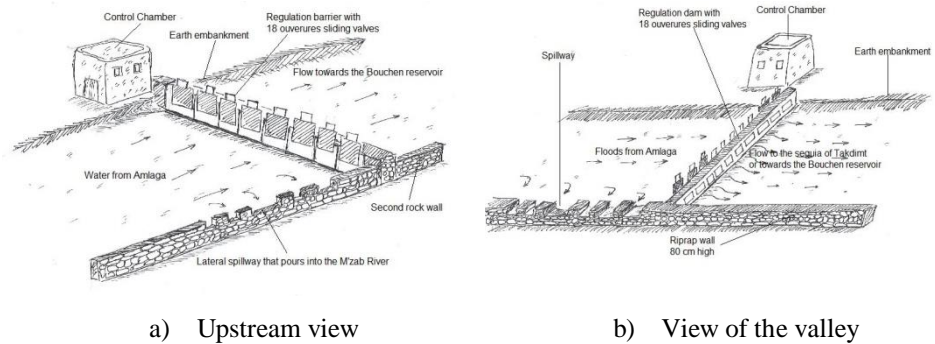 Control Chamber
Earth embankment
Regulation barrier with
18 ouverures sliding valves
Flow towards the Bouchen reservoir
Water from Amlaga
Second rock wall
Lateral spillway that pours into the M'zab River
a) Upstream view
Regulation dam with
18 ouverures sliding valves
Control Chamber
Spillway
Earth embankment
Floods from Amlaga
Flow to the seguia of Takdimt
or towards the Bouchen reservoir
Riprap wall
80 cm high
b) View of the valley